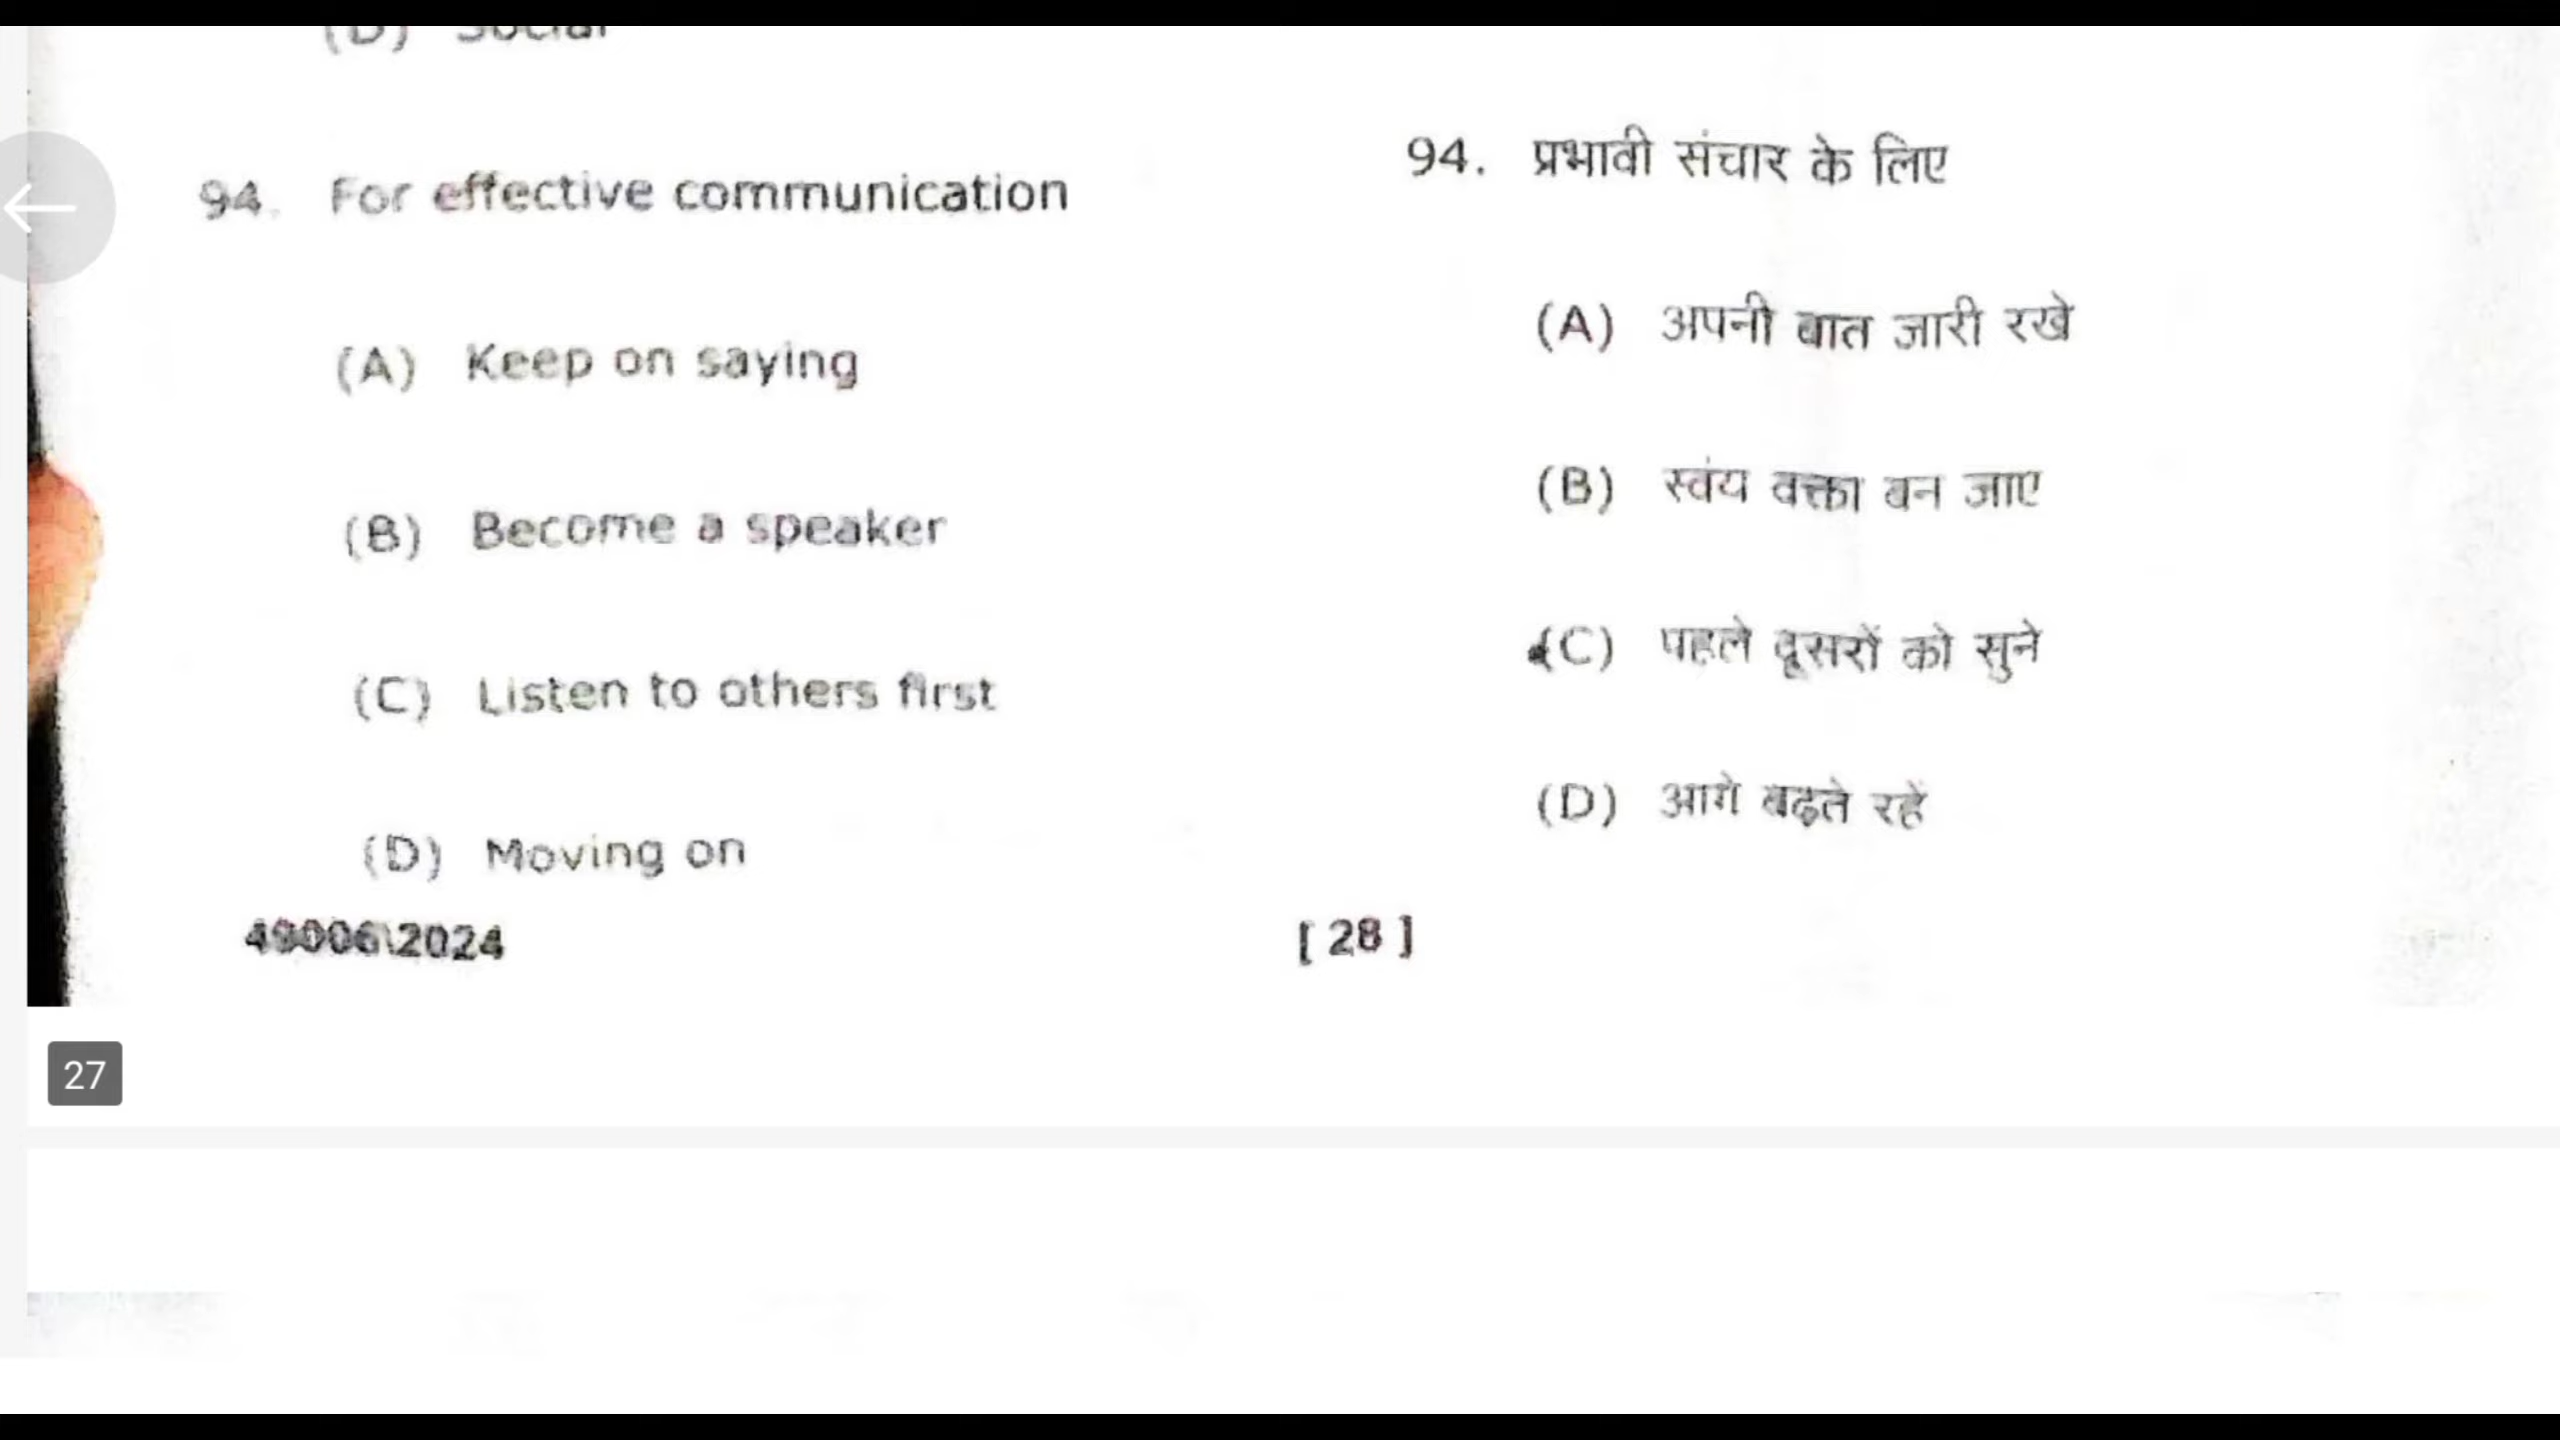 (D) Social
94. For effective communication
(A) Keep on saying
(B) Become a speaker
(C) Listen to others first
(D) Moving on
49006\2024
94. प्रभावी संचार के लिए
(A) अपनी बात जारी रखे
(B) स्वंय वक्ता बन जाए
(C) पहले दूसरों को सुने
(D) आगे बढ़ते रहें
[ 28 ]
27